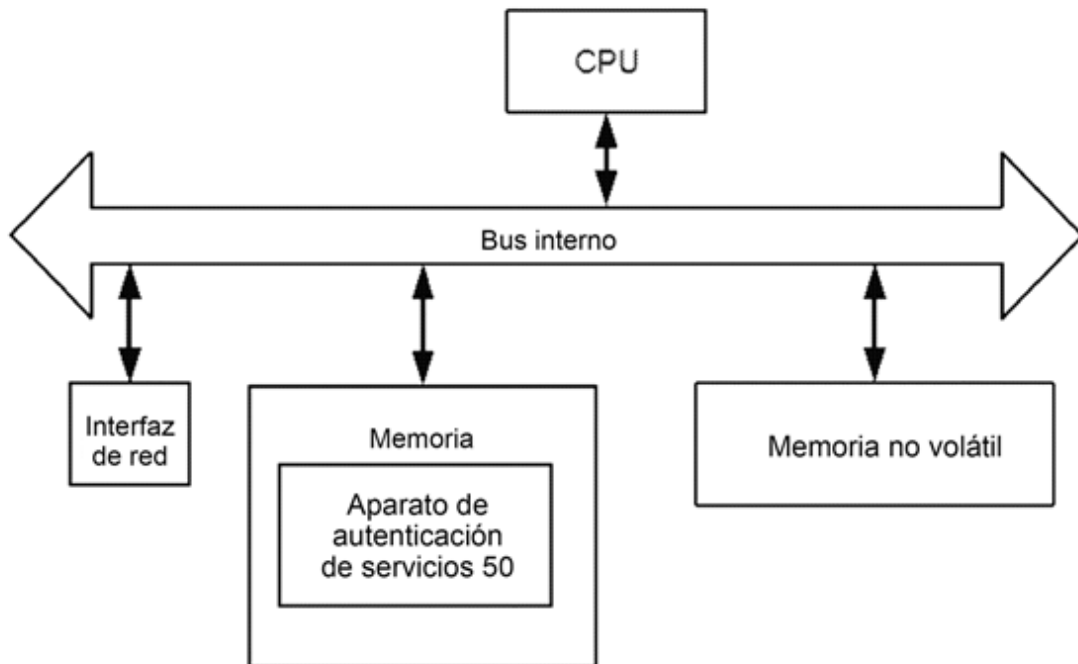 CPU
Bus interno
Interfaz
de red
Memoria
Aparato de
autenticación
de servicios 50
Memoria no volátil